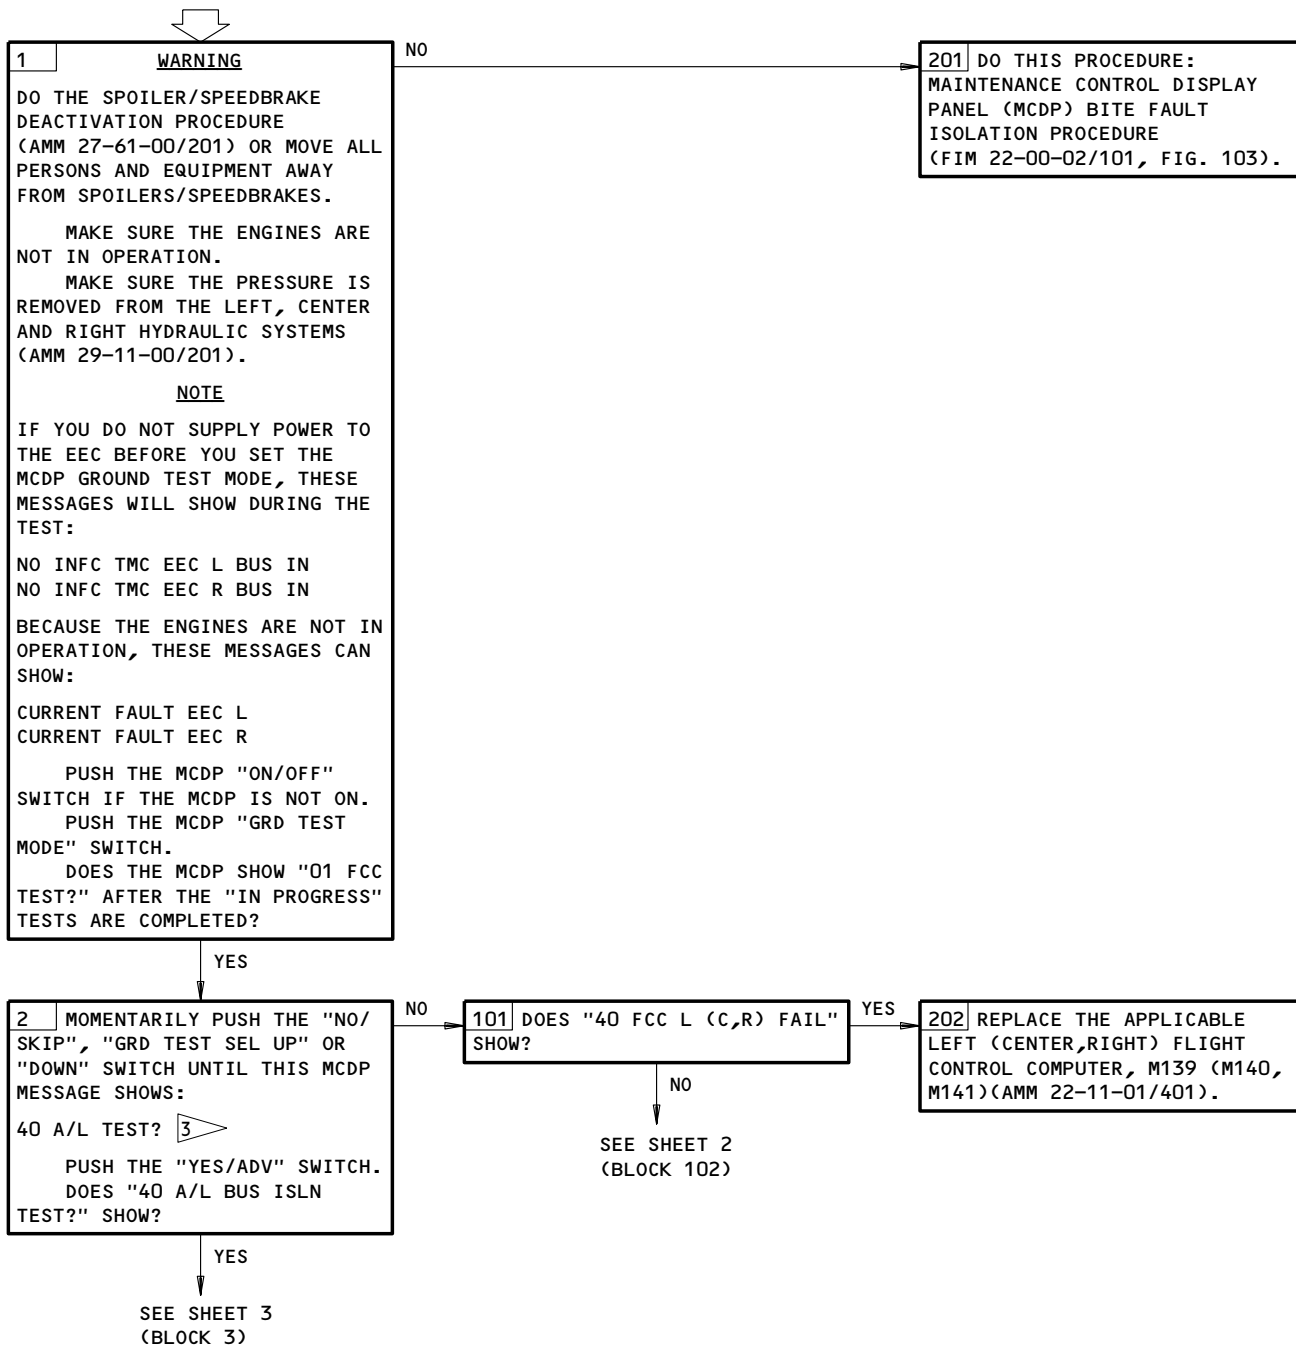 1
WARNING
DO THE SPOILER/SPEEDBRAKE
DEACTIVATION PROCEDURE
(AMM 27-61-00/201) OR MOVE ALL
PERSONS AND EQUIPMENT AWAY
FROM SPOILERS/SPEEDBRAKES.
MAKE SURE THE ENGINES ARE
NOT IN OPERATION.
MAKE SURE THE PRESSURE IS
REMOVED FROM THE LEFT, CENTER
AND RIGHT HYDRAULIC SYSTEMS
(AMM 29-11-00/201).
NOTE
IF YOU DO NOT SUPPLY POWER TO
THE EEC BEFORE YOU SET THE
MCDP GROUND TEST MODE, THESE
MESSAGES WILL SHOW DURING THE
TEST:
NO INFC TMC EEC L BUS IN
NO INFC TMC EEC R BUS IN
BECAUSE THE ENGINES ARE NOT IN
OPERATION, THESE MESSAGES CAN
SHOW:
CURRENT FAULT EEC L
CURRENT FAULT EEC R
PUSH THE MCDP "ON/OFF"
SWITCH IF THE MCDP IS NOT ON.
PUSH THE MCDP "GRD TEST
MODE" SWITCH.
DOES THE MCDP SHOW "01 FCC
TEST?" AFTER THE "IN PROGRESS"
TESTS ARE COMPLETED?
NO
201 DO THIS PROCEDURE:
MAINTENANCE CONTROL DISPLAY
PANEL (MCDP) BITE FAULT
ISOLATION PROCEDURE
(FIM 22-00-02/101, FIG. 103).
YES
2 MOMENTARILY PUSH THE "NO/
SKIP", "GRD TEST SEL UP" OR
"DOWN" SWITCH UNTIL THIS MCDP
MESSAGE SHOWS:
40 A/L TEST? 3
PUSH THE "YES/ADV" SWITCH.
DOES "40 A/L BUS ISLN
TEST?" SHOW?
NO
101 DOES "40 FCC L (C,R) FAIL"
SHOW?
YES
202 REPLACE THE APPLICABLE
LEFT (CENTER,RIGHT) FLIGHT
CONTROL COMPUTER, M139 (M140,
M141)(AMM 22-11-01/401).
NO
SEE SHEET 2
(BLOCK 102)
YES
SEE SHEET 3
(BLOCK 3)